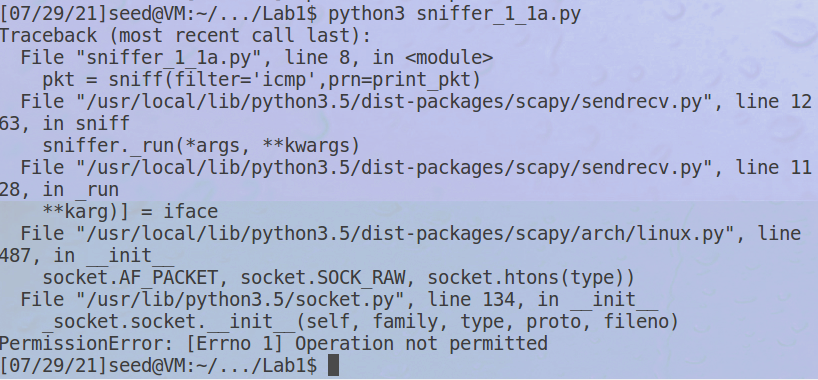 [07/29/21]seed@VM:~/.../Lab1$ python3 sniffer_1_1a.py
Traceback (most recent call last):
  File "sniffer_1_1a.py", line 8, in <module>
    pkt = sniff(filter='icmp',prn=print_pkt)
  File "/usr/local/lib/python3.5/dist-packages/scapy/sendrecv.py", line 12
63, in sniff
    sniffer._run(*args, **kwargs)
  File "/usr/local/lib/python3.5/dist-packages/scapy/sendrecv.py", line 11
28, in _run
    **karg)] = iface
  File "/usr/local/lib/python3.5/dist-packages/scapy/arch/linux.py", line 
487, in __init__
    socket.AF_PACKET, socket.SOCK_RAW, socket.htons(type))
  File "/usr/lib/python3.5/socket.py", line 134, in __init__
    _socket.socket.__init__(self, family, type, proto, fileno)
PermissionError: [Errno 1] Operation not permitted
[07/29/21]seed@VM:~/.../Lab1$